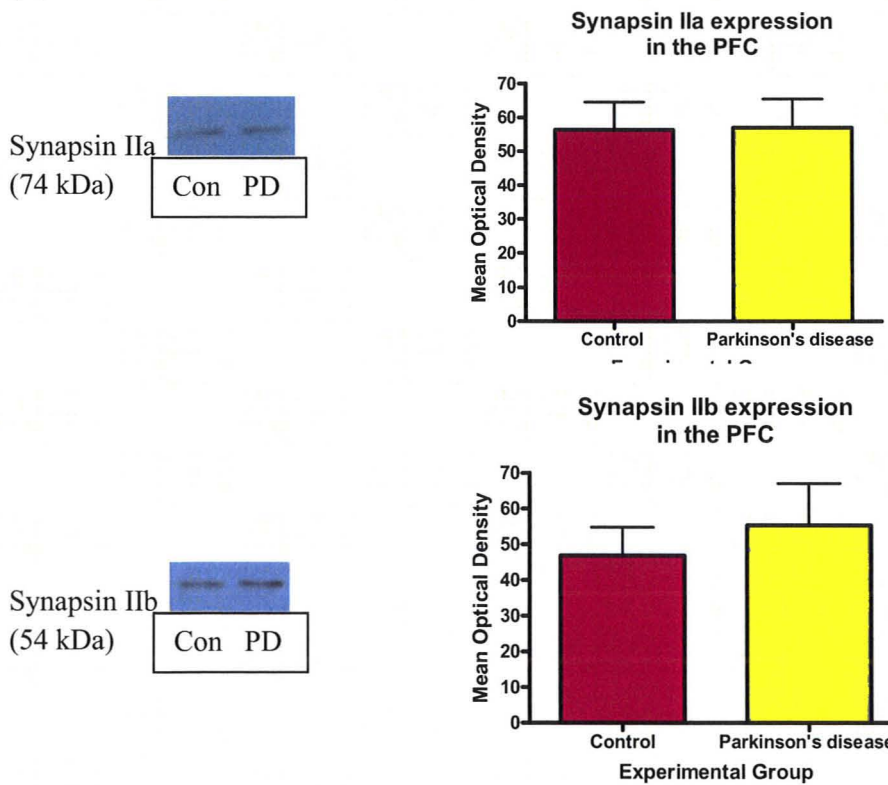 Synapsin IIa
(74 kDa)
Con PD
Synapsin IIa expression
in the PFC
Mean Optical Density
70
60
50
40
30
20
10
0
Control Parkinson's disease
Synapsin IIb
(54 kDa)
Con PD
Synapsin IIb expression
in the PFC
Mean Optical Density
70
60
50
40
30
20
10
0
Control Parkinson's disease
Experimental Group